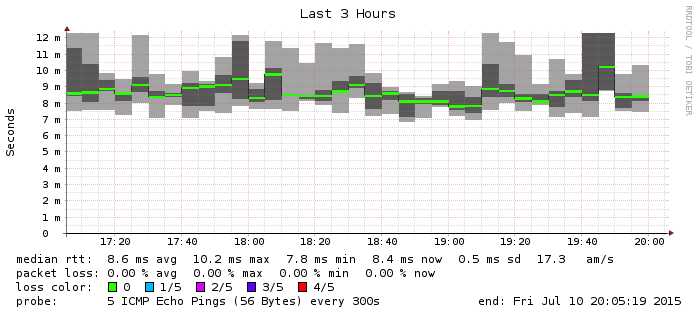 Last 3 Hours
RRDTOOL / TOBI OETIKER
Seconds
12 m
11 m
10 m
9 m
8 m
7 m
6 m
5 m
4 m
3 m
2 m
1 m
0
17:20 17:40 18:00 18:20 18:40 19:00 19:20 19:40 20:00
median rtt: 8.6 ms avg 10.2 ms max 7.8 ms min 8.4 ms now 0.5 ms sd 17.3 am/s
packet loss: 0.00 % avg 0.00 % max 0.00 % min 0.00 % now
loss color: 0 1/5 2/5 3/5 4/5
probe: 5 ICMP Echo Pings (56 Bytes) every 300s end: Fri Jul 10 20:05:19 2015